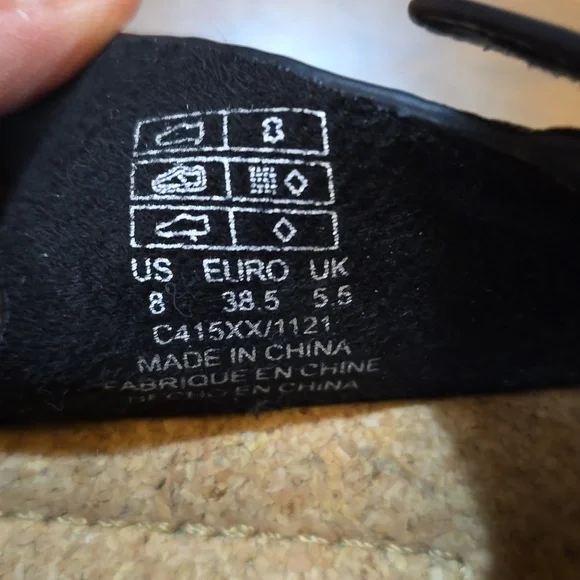 US EURO UK
8 38.5 5.5
C415XX/1121
MADE IN CHINA
FABRIQUE EN CHINE
HECHO EN CHINA